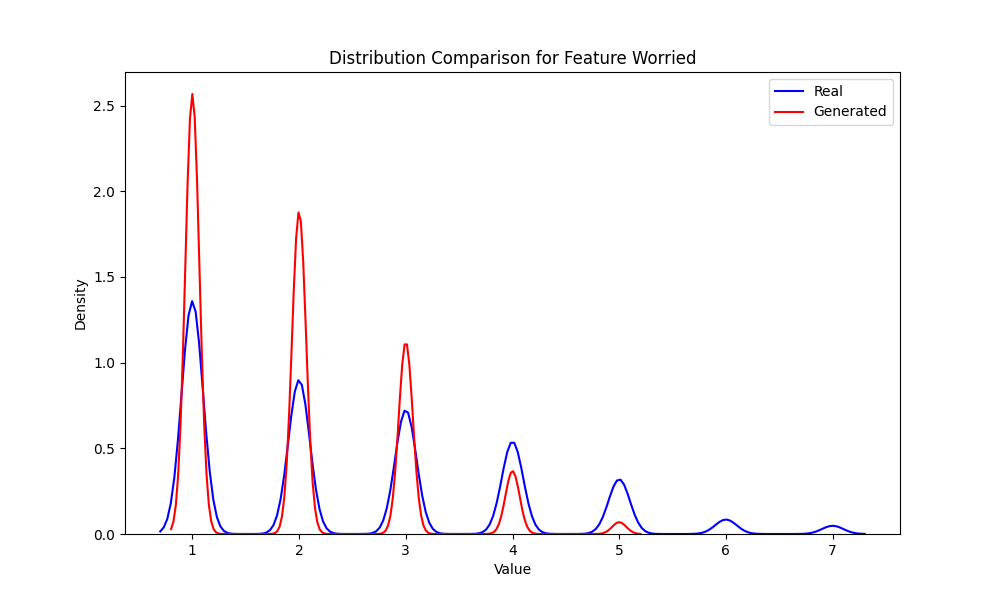 Distribution Comparison for Feature Worried
Real
Generated
Density
2.5
2.0
1.5
1.0
0.5
0.0
1 2 3 4 5 6 7
Value